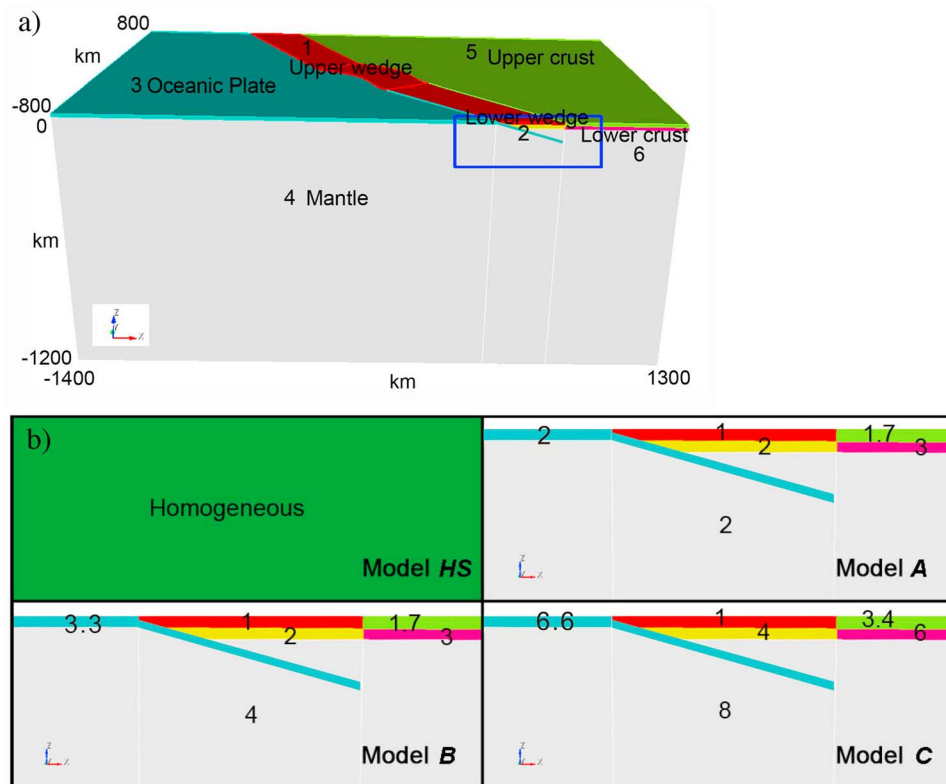 a)
800
km
1
Upper wedge
5 Upper crust
3 Oceanic Plate
-800
0
Lower wedge
2
Lower crust
6
4 Mantle
km
Z
Y
X
-1200
-1400
km
1300
b)
Homogeneous
Model HS
2
1
2
1.7
3
2
Z
Y
X
Model A
3.3
1
2
1.7
3
4
Z
Y
X
Model B
6.6
1
4
3.4
6
8
Z
Y
X
Model C